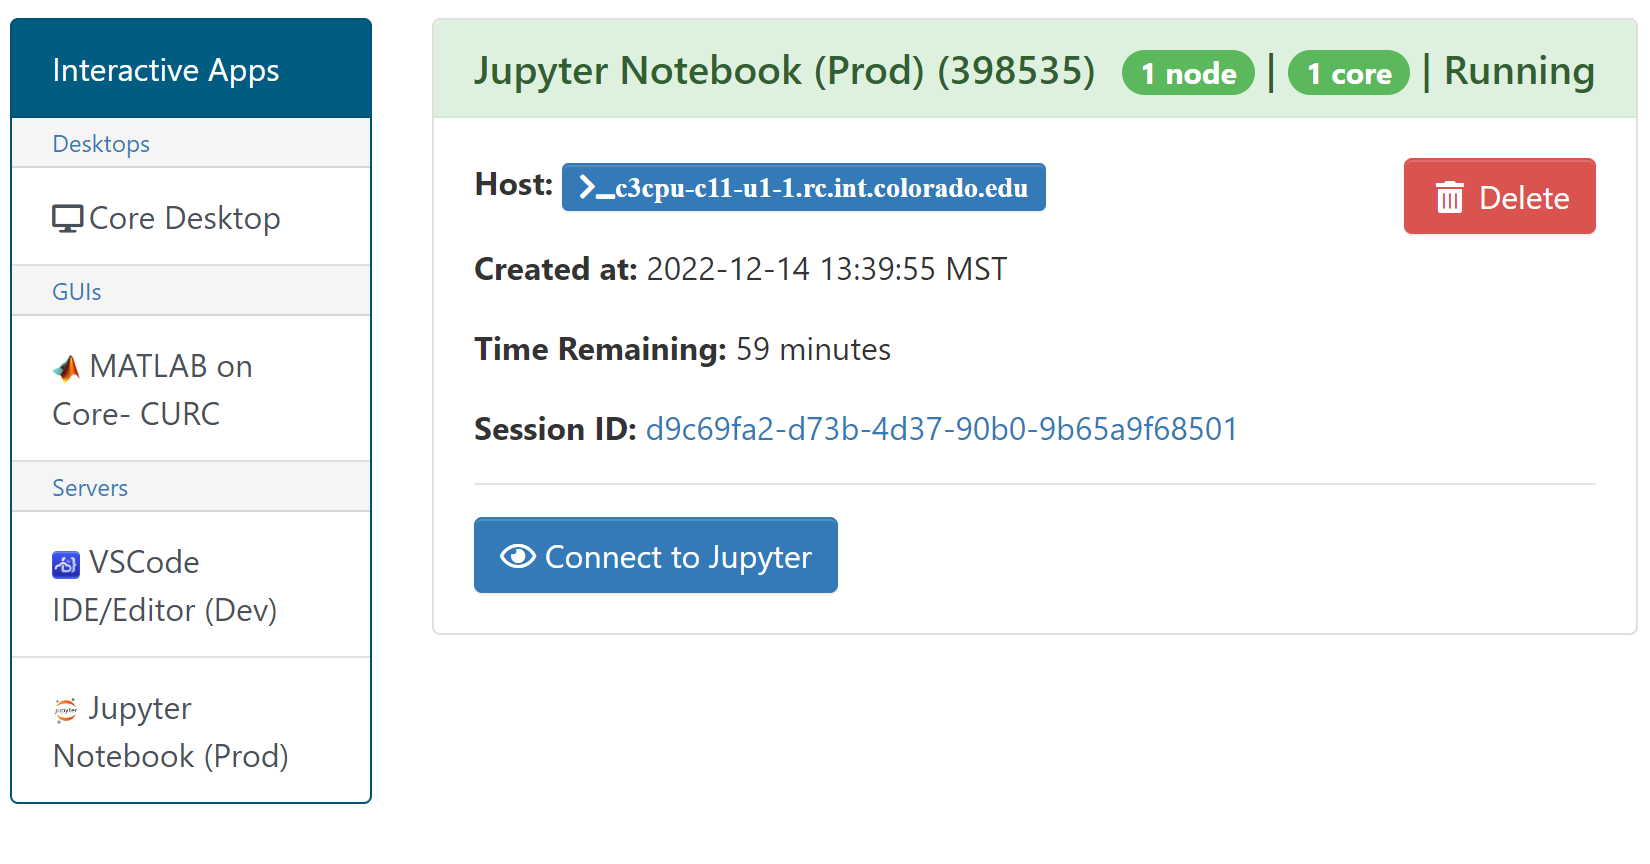 Interactive Apps
Desktops
Core Desktop
GUIs
MATLAB on
Core- CURC
Servers
VSCode
IDE/Editor (Dev)
jupyter
Jupyter
Notebook (Prod)
Jupyter Notebook (Prod) (398535) 1 node | 1 core | Running
Host: >_c3cpu-c11-u1-1.rc.int.colorado.edu
Delete
Created at: 2022-12-14 13:39:55 MST
Time Remaining: 59 minutes
Session ID: d9c69fa2-d73b-4d37-90b0-9b65a9f68501
Connect to Jupyter